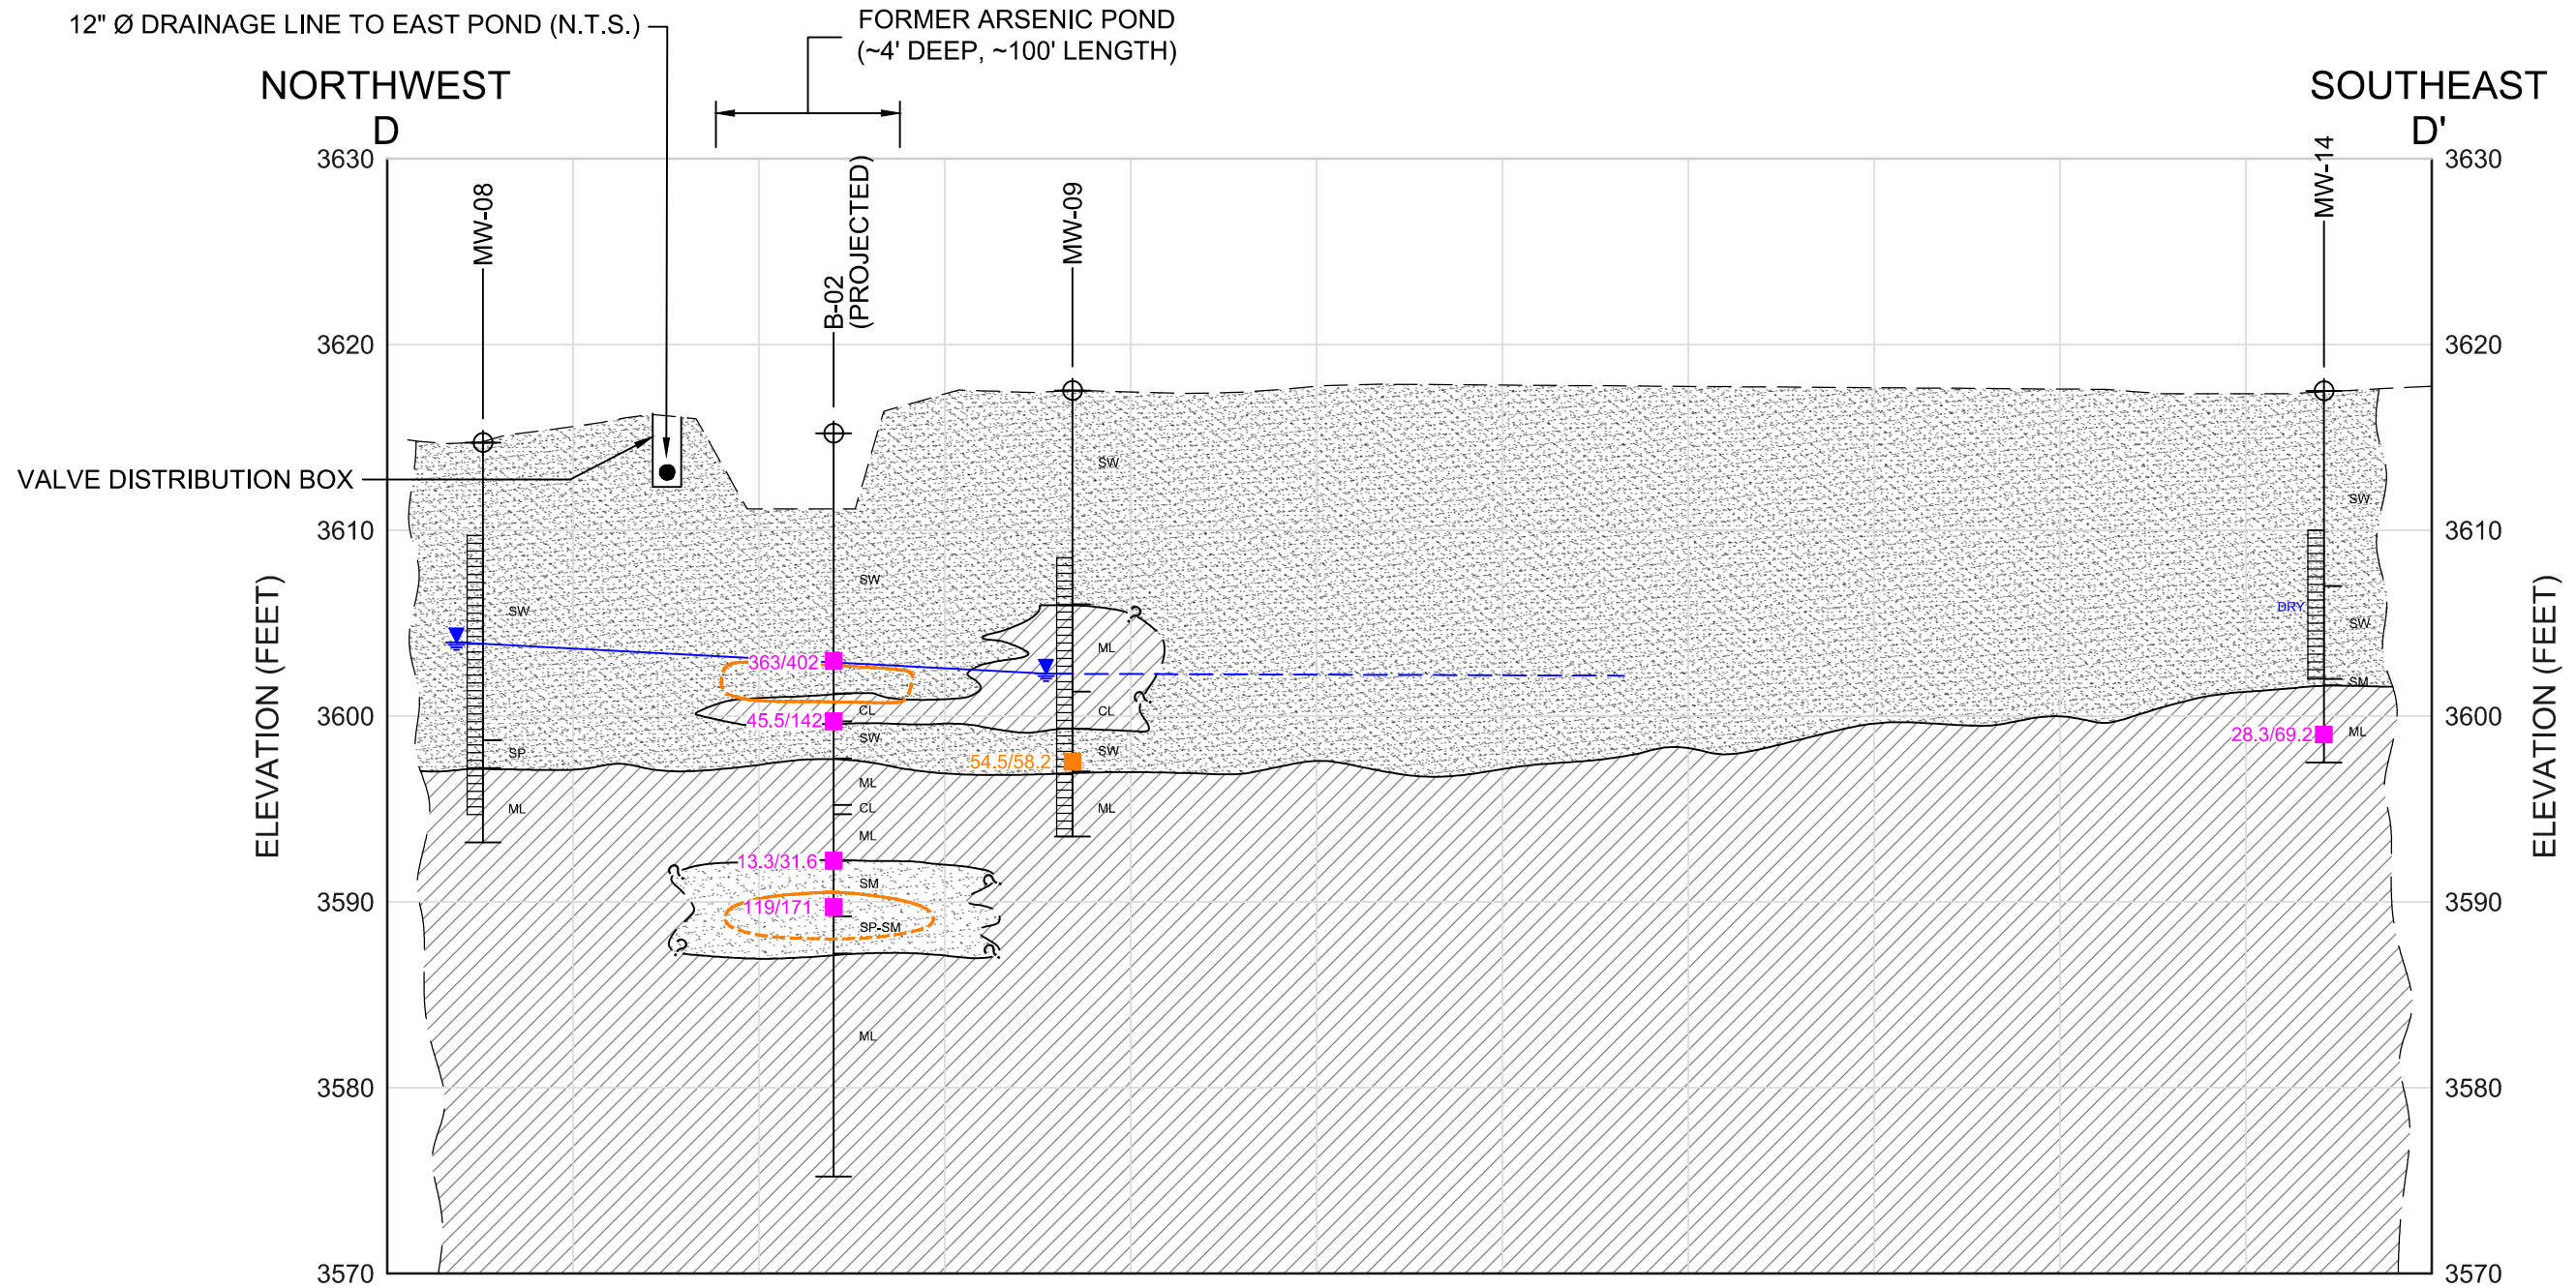 12" Ø DRAINAGE LINE TO EAST POND (N.T.S.)
FORMER ARSENIC POND
(~4' DEEP, ~100' LENGTH)
NORTHWEST
D
SOUTHEAST
D'
3630
3630
MW-08
B-02
(PROJECTED)
MW-09
MW-14
3620
3620
VALVE DISTRIBUTION BOX
SW
SW
3610
3610
SW
SW
DRY
SW
ML
363/402
SM
CL
CL
45.5/142
3600
3600
SW
SW
SP
54.5/58.2
28.3/69.2
ML
ML
CL
ML
ML
ML
13.3/31.6
SM
3590
3590
119/171
SP-SM
ML
3580
3580
3570
3570
ELEVATION (FEET)
ELEVATION (FEET)
?
?
?
?
?
?